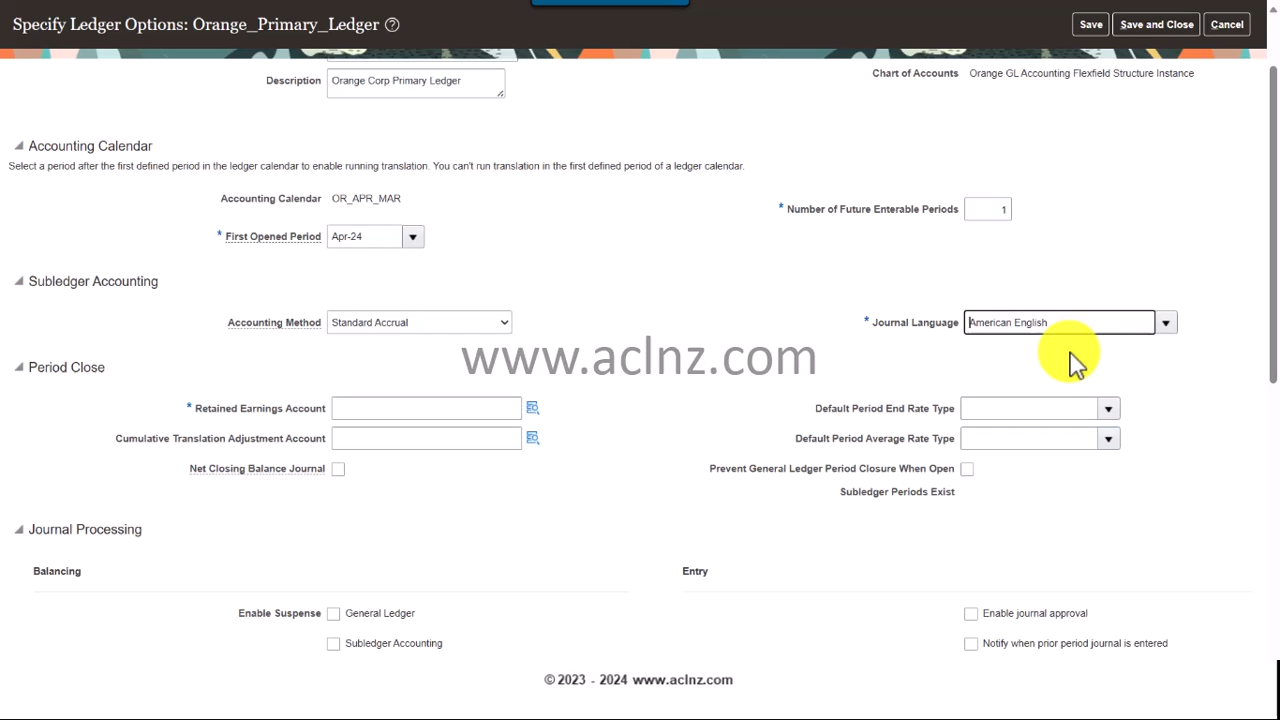 Specify Ledger Options: Orange_Primary_Ledger ?
Save Save and Close Cancel
Description Orange Corp Primary Ledger
Chart of Accounts Orange GL Accounting Flexfield Structure Instance
Accounting Calendar
Select a period after the first defined period in the ledger calendar to enable running translation. You can't run translation in the first defined period of a ledger calendar.
Accounting Calendar OR_APR_MAR
* Number of Future Enterable Periods 1
* First Opened Period Apr-24
Subledger Accounting
Accounting Method Standard Accrual
* Journal Language American English
www.aclnz.com
Period Close
* Retained Earnings Account
Default Period End Rate Type
Cumulative Translation Adjustment Account
Default Period Average Rate Type
Net Closing Balance Journal
Prevent General Ledger Period Closure When Open
Subledger Periods Exist
Journal Processing
Balancing
Entry
Enable Suspense General Ledger
Enable journal approval
Subledger Accounting
Notify when prior period journal is entered
© 2023 - 2024 www.aclnz.com